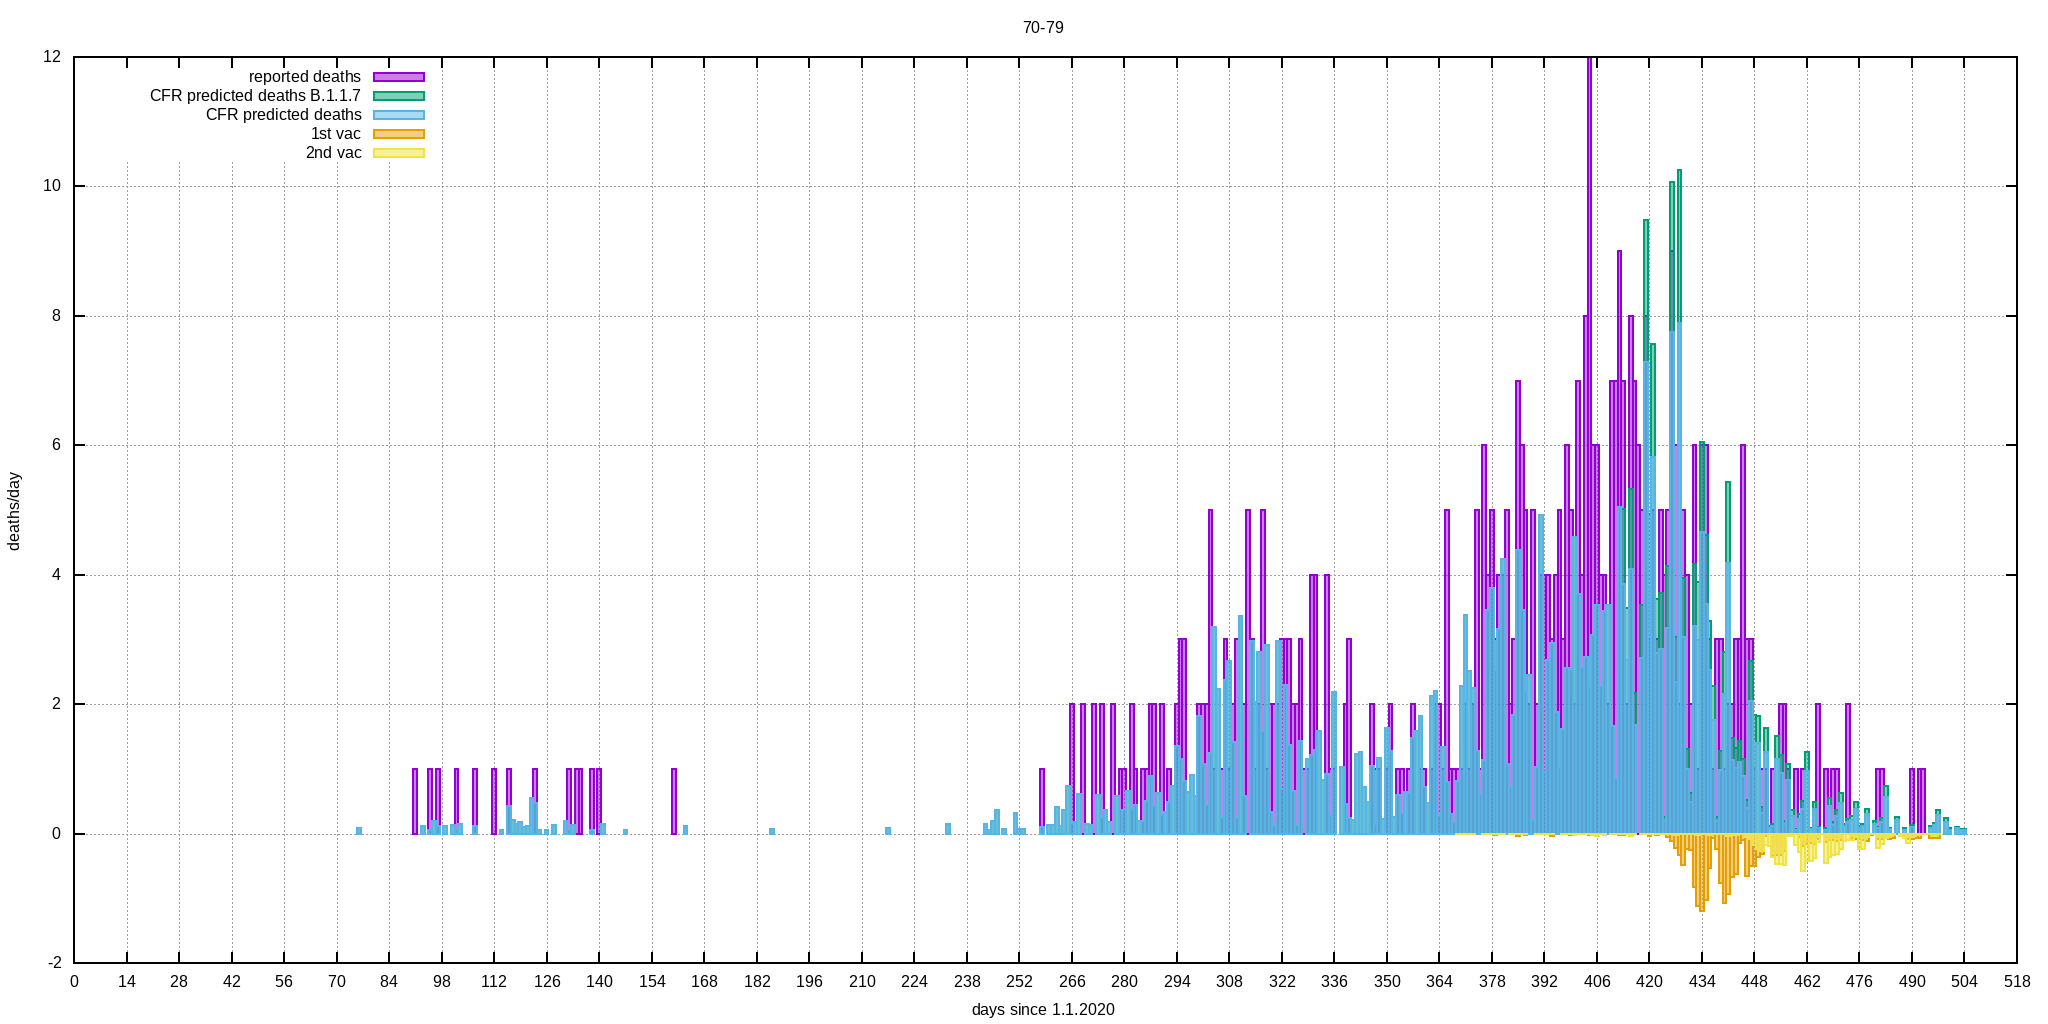 70-79
12
10
8
6
4
2
0
-2
deaths/day
reported deaths
CFR predicted deaths B.1.1.7
CFR predicted deaths
1st vac
2nd vac
0 14 28 42 56 70 84 98 112 126 140 154 168 182 196 210 224 238 252 266 280 294 308 322 336 350 364 378 392 406 420 434 448 462 476 490 504 518
days since 1.1.2020